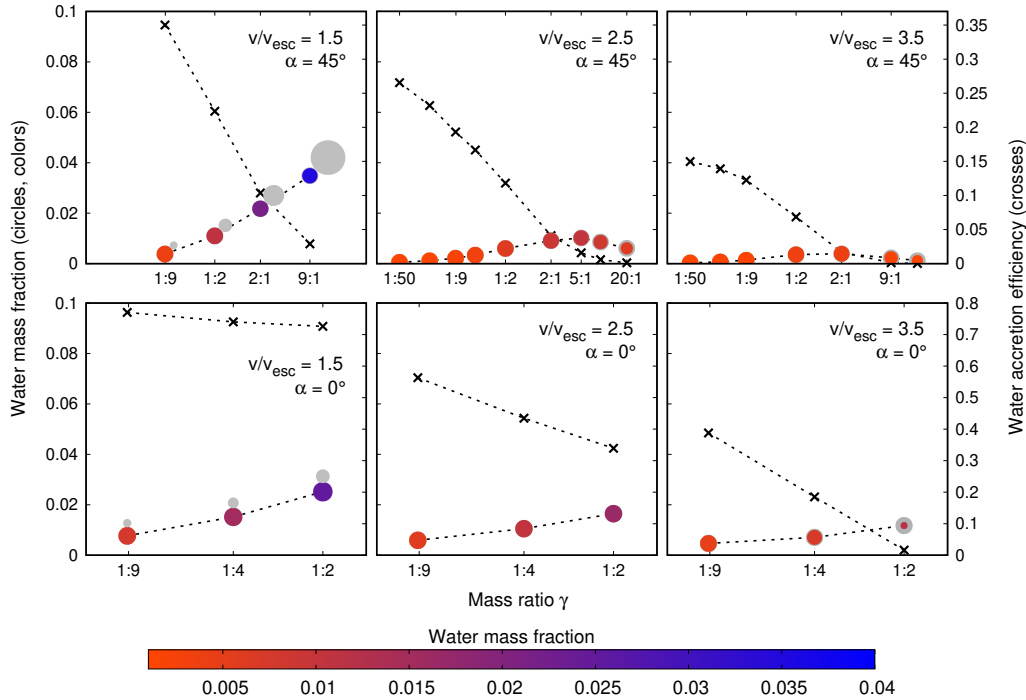 0.1
0.08
0.06
0.04
0.02
0
v/vesc = 1.5
α = 45°
1:9 1:2 2:1 9:1
v/vesc = 2.5
α = 45°
1:50 1:9 1:2 2:1 5:1 20:1
v/vesc = 3.5
α = 45°
1:50 1:9 1:2 2:1 9:1
0.35
0.3
0.25
0.2
0.15
0.1
0.05
0
Water mass fraction (circles, colors)
Water accretion efficiency (crosses)
0.1
0.08
0.06
0.04
0.02
0
v/vesc = 1.5
α = 0°
1:9 1:4 1:2
v/vesc = 2.5
α = 0°
1:9 1:4 1:2
v/vesc = 3.5
α = 0°
1:9 1:4 1:2
0.8
0.7
0.6
0.5
0.4
0.3
0.2
0.1
0
Mass ratio γ
Water mass fraction
0.005 0.01 0.015 0.02 0.025 0.03 0.035 0.04